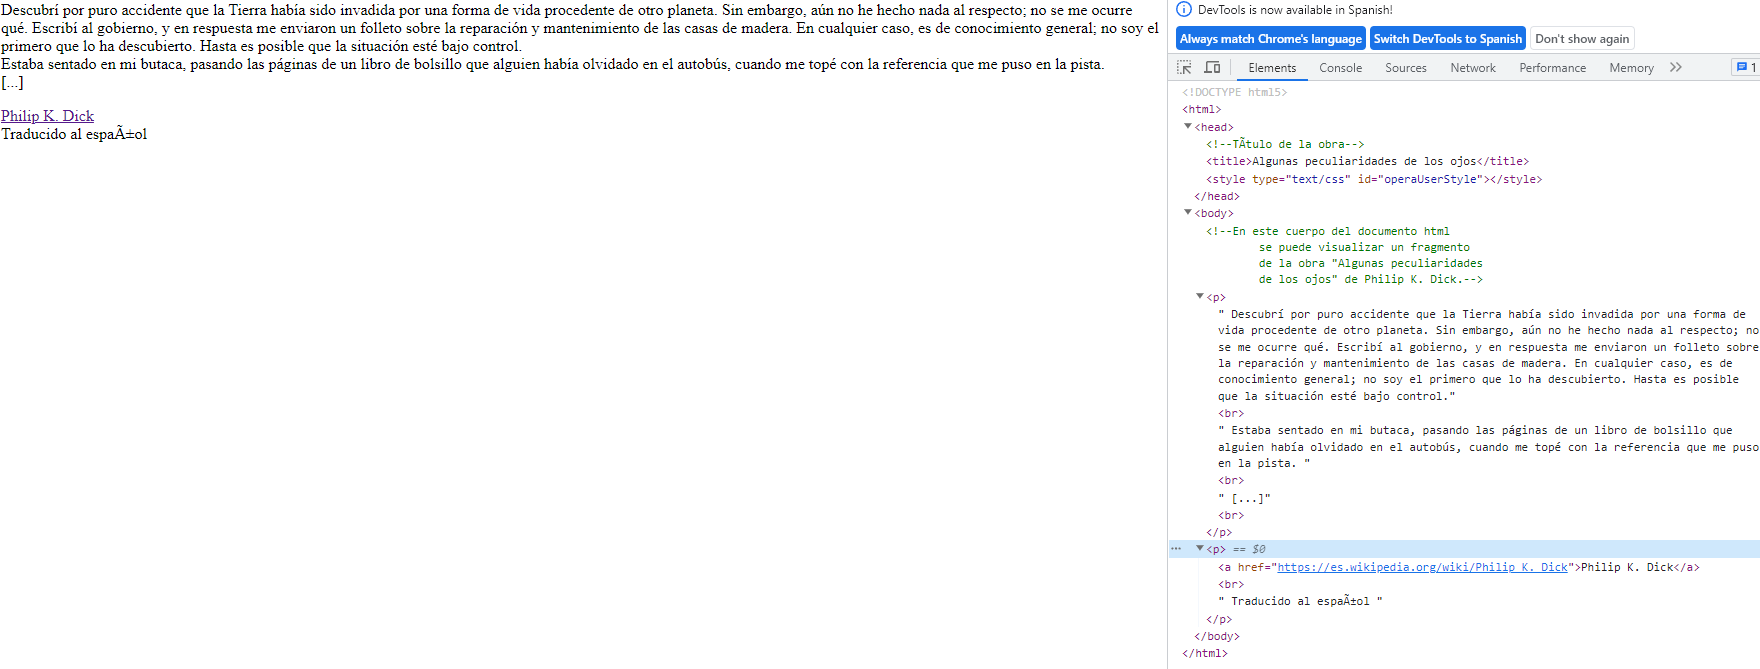 Descubrí por puro accidente que la Tierra había sido invadida por una forma de vida procedente de otro planeta. Sin embargo, aún no he hecho nada al respecto; no se me ocurre
qué. Escribí al gobierno, y en respuesta me enviaron un folleto sobre la reparación y mantenimiento de las casas de madera. En cualquier caso, es de conocimiento general; no soy el
primero que lo ha descubierto. Hasta es posible que la situación esté bajo control.
Estaba sentado en mi butaca, pasando las páginas de un libro de bolsillo que alguien había olvidado en el autobús, cuando me topé con la referencia que me puso en la pista.
[...]
Philip K. Dick
Traducido al espaÃ±ol
DevTools is now available in Spanish!
Always match Chrome's language Switch DevTools to Spanish Don't show again
Elements Console Sources Network Performance Memory 1
<!DOCTYPE html5>
<html>
<head>
<!--TÃtulo de la obra-->
<title>Algunas peculiaridades de los ojos</title>
<style type="text/css" id="operaUserStyle"></style>
</head>
<body>
<!--En este cuerpo del documento html
se puede visualizar un fragmento
de la obra "Algunas peculiaridades
de los ojos" de Philip K. Dick.-->
<p>
" Descubrí por puro accidente que la Tierra había sido invadida por una forma de
vida procedente de otro planeta. Sin embargo, aún no he hecho nada al respecto; no
se me ocurre qué. Escribí al gobierno, y en respuesta me enviaron un folleto sobre
la reparación y mantenimiento de las casas de madera. En cualquier caso, es de
conocimiento general; no soy el primero que lo ha descubierto. Hasta es posible
que la situación esté bajo control."
<br>
" Estaba sentado en mi butaca, pasando las páginas de un libro de bolsillo que
alguien había olvidado en el autobús, cuando me topé con la referencia que me puso
en la pista. "
<br>
" [...]"
<br>
</p>
<p> == $0
<a href="https://es.wikipedia.org/wiki/Philip_K._Dick">Philip K. Dick</a>
<br>
" Traducido al espaÃ±ol "
</p>
</body>
</html>